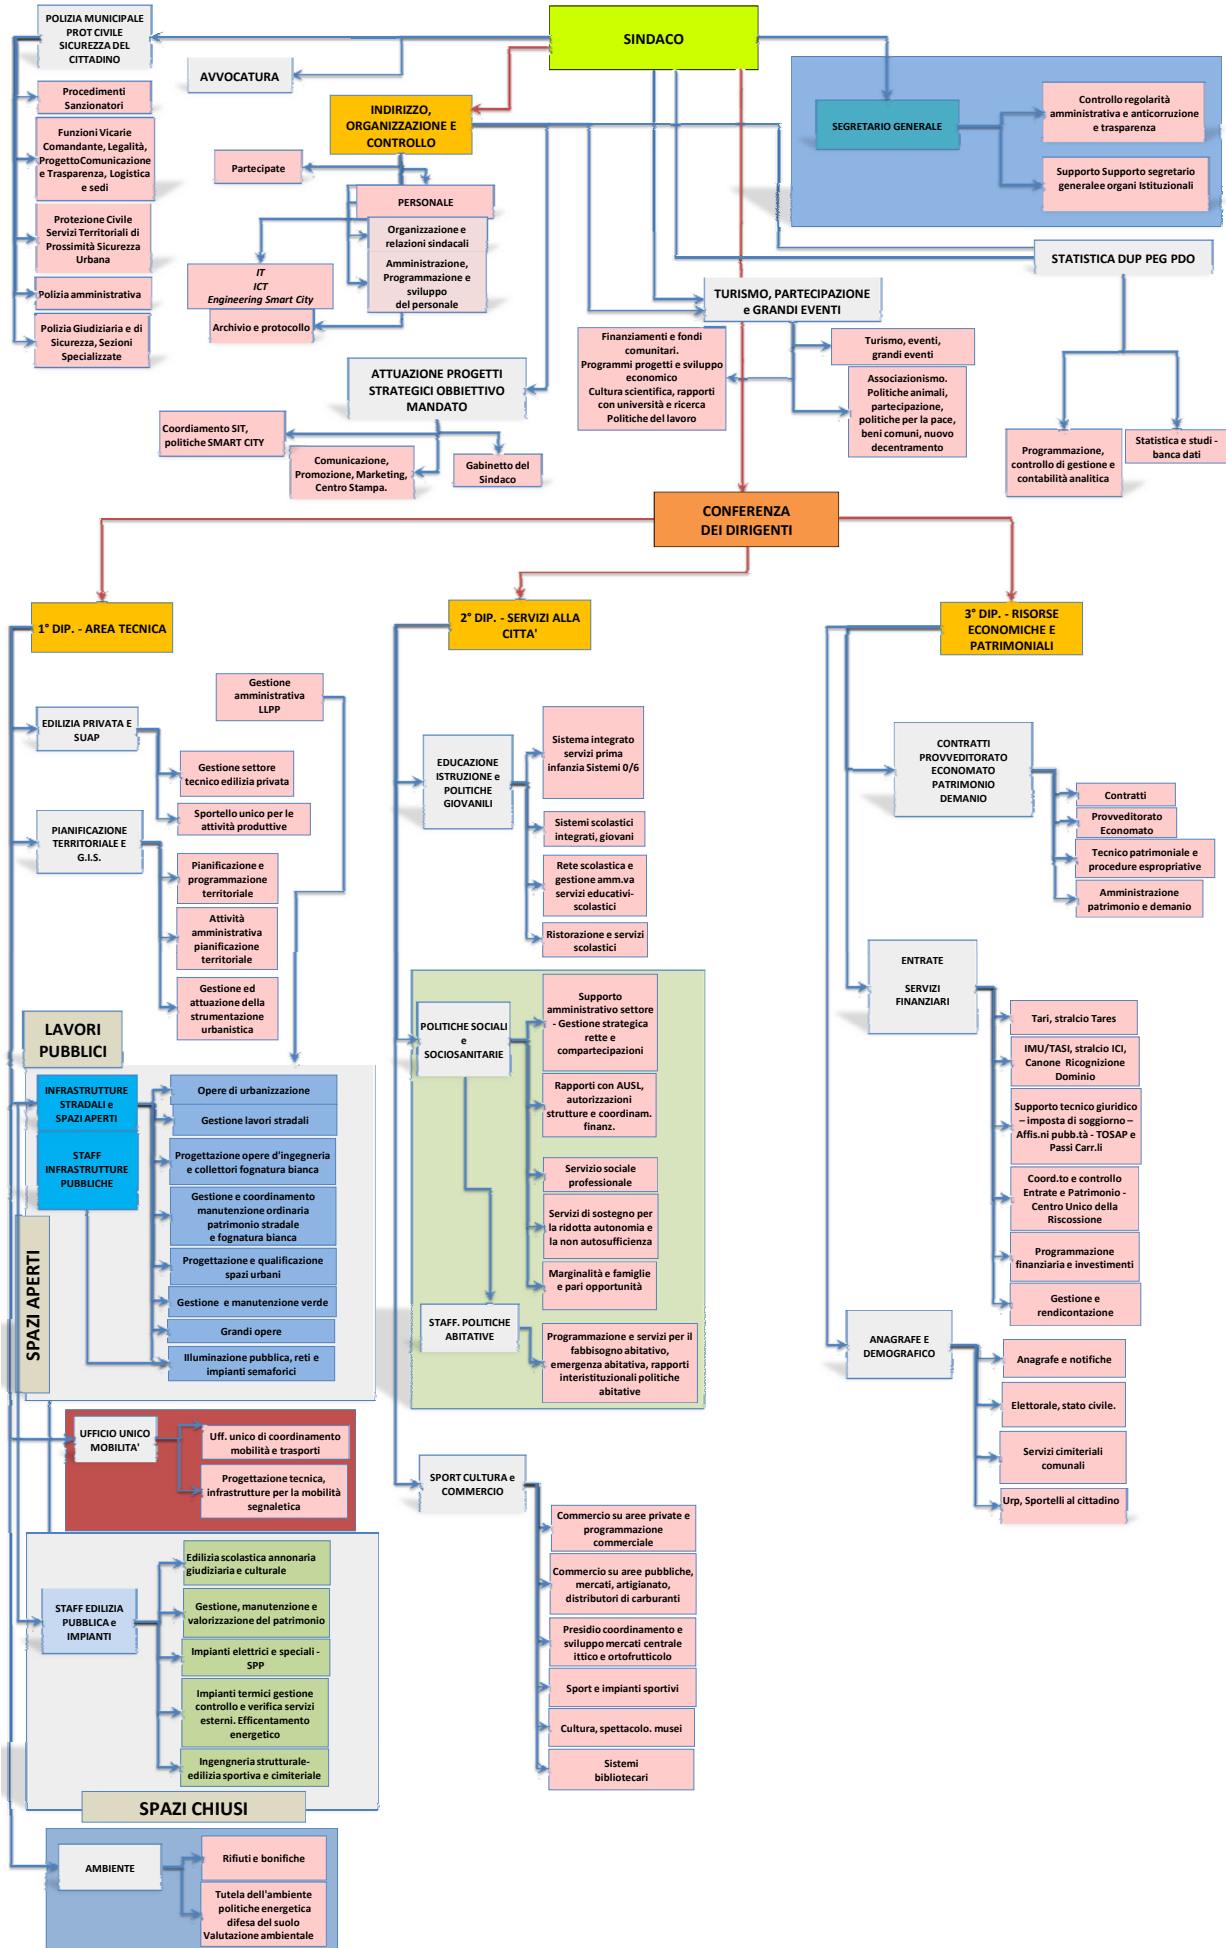 POLIZIA MUNICIPALE
PROT CIVILE
SICUREZZA DEL
CITTADINO
SINDACO
AVVOCATURA
INDIRIZZO,
ORGANIZZAZIONE E
CONTROLLO
SEGRETARIO GENERALE
Controllo regolarità
amministrativa e anticorruzione
e trasparenza
Supporto Supporto segretario
generalee organi Istituzionali
Procedimenti
Sanzionatori
Funzioni Vicarie
Comandante, Legalità,
ProgettoComunicazione
e Trasparenza, Logistica
e sedi
Protezione Civile
Servizi Territoriali di
Prossimità Sicurezza
Urbana
Polizia amministrativa
Polizia Giudiziaria e di
Sicurezza, Sezioni
Specializzate
Partecipate
PERSONALE
Organizzazione e
relazioni sindacali
Amministrazione,
Programmazione e
sviluppo
del personale
IT
ICT
Engineering Smart City
Archivio e protocollo
STATISTICA DUP PEG PDO
TURISMO, PARTECIPAZIONE
e GRANDI EVENTI
Finanziamenti e fondi
comunitari.
Programmi progetti e sviluppo
economico
Cultura scientifica, rapporti
con università e ricerca
Politiche del lavoro
Turismo, eventi,
grandi eventi
Associazionismo.
Politiche animali,
partecipazione,
politiche per la pace,
beni comuni, nuovo
decentramento
ATTUAZIONE PROGETTI
STRATEGICI OBBIETTIVO
MANDATO
Coordiamento SIT,
politiche SMART CITY
Comunicazione,
Promozione, Marketing,
Centro Stampa.
Gabinetto del
Sindaco
Programmazione,
controllo di gestione e
contabilità analitica
Statistica e studi -
banca dati
CONFERENZA
DEI DIRIGENTI
1° DIP. - AREA TECNICA
2° DIP. - SERVIZI ALLA
CITTA'
3° DIP. - RISORSE
ECONOMICHE E
PATRIMONIALI
Gestione
amministrativa
LLPP
EDILIZIA PRIVATA E
SUAP
Gestione settore
tecnico edilizia privata
Sportello unico per le
attività produttive
PIANIFICAZIONE
TERRITORIALE E
G.I.S.
Pianificazione e
programmazione
territoriale
Attività
amministrativa
pianificazione
territoriale
Gestione ed
attuazione della
strumentazione
urbanistica
LAVORI
PUBBLICI
INFRASTRUTTURE
STRADALI e
SPAZI APERTI
STAFF
INFRASTRUTTURE
PUBBLICHE
SPAZI APERTI
Opere di urbanizzazione
Gestione lavori stradali
Progettazione opere d'ingegneria
e collettori fognatura bianca
Gestione e coordinamento
manutenzione ordinaria
patrimonio stradale
e fognatura bianca
Progettazione e qualificazione
spazi urbani
Gestione e manutenzione verde
Grandi opere
Illuminazione pubblica, reti e
impianti semaforici
UFFICIO UNICO
MOBILITA'
Uff. unico di coordinamento
mobilità e trasporti
Progettazione tecnica,
infrastrutture per la mobilità
segnaletica
STAFF EDILIZIA
PUBBLICA e
IMPIANTI
Edilizia scolastica annonaria
giudiziaria e culturale
Gestione, manutenzione e
valorizzazione del patrimonio
Impianti elettrici e speciali -
SPP
Impianti termici gestione
controllo e verifica servizi
esterni. Efficentamento
energetico
Ingengneria strutturale-
edilizia sportiva e cimiteriale
SPAZI CHIUSI
AMBIENTE
Rifiuti e bonifiche
Tutela dell'ambiente
politiche energetica
difesa del suolo
Valutazione ambientale
EDUCAZIONE
ISTRUZIONE e
POLITICHE
GIOVANILI
Sistema integrato
servizi prima
infanzia Sistemi 0/6
Sistemi scolastici
integrati, giovani
Rete scolastica e
gestione amm.va
servizi educativi-
scolastici
Ristorazione e servizi
scolastici
POLITICHE SOCIALI
e
SOCIOSANITARIE
Supporto
amministrativo settore
- Gestione strategica
rette e
compartecipazioni
Rapporti con AUSL,
autorizzazioni
strutture e coordinam.
finanz.
Servizio sociale
professionale
Servizi di sostegno per
la ridotta autonomia e
la non autosufficienza
Marginalità e famiglie
e pari opportunità
STAFF. POLITICHE
ABITATIVE
Programmazione e servizi per il
fabbisogno abitativo,
emergenza abitativa, rapporti
interistituzionali politiche
abitative
SPORT CULTURA e
COMMERCIO
Commercio su aree private e
programmazione
commerciale
Commercio su aree pubbliche,
mercati, artigianato,
distributori di carburanti
Presidio coordinamento e
sviluppo mercati centrale
ittico e ortofrutticolo
Sport e impianti sportivi
Cultura, spettacolo. musei
Sistemi
bibliotecari
CONTRATTI
PROVVEDITORATO
ECONOMATO
PATRIMONIO
DEMANIO
Contratti
Provveditorato
Economato
Tecnico patrimoniale e
procedure espropriative
Amministrazione
patrimonio e demanio
ENTRATE
SERVIZI
FINANZIARI
Tari, stralcio Tares
IMU/TASI, stralcio ICI,
Canone Ricognizione
Dominio
Supporto tecnico giuridico
– imposta di soggiorno –
Affis.ni pubb.tà - TOSAP e
Passi Carr.li
Coord.to e controllo
Entrate e Patrimonio -
Centro Unico della
Riscossione
Programmazione
finanziaria e investimenti
Gestione e
rendicontazione
ANAGRAFE E
DEMOGRAFICO
Anagrafe e notifiche
Elettorale, stato civile.
Servizi cimiteriali
comunali
Urp, Sportelli al cittadino